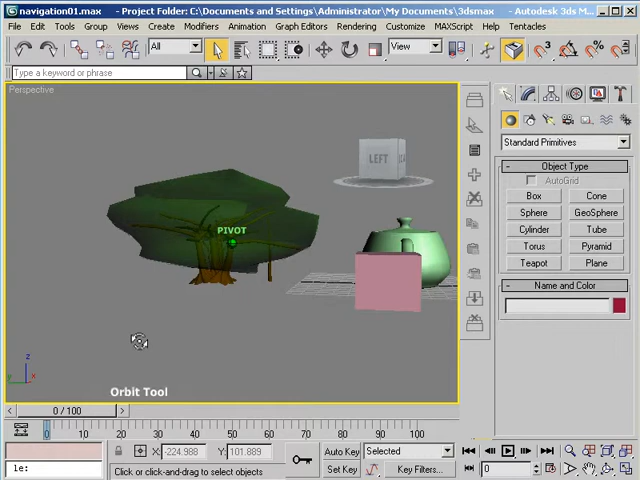 navigation01.max - Project Folder: C:\Documents and Settings\Administrator\My Documents\3dsmax - Autodesk 3ds M...
File Edit Tools Group Views Create Modifiers Animation Graph Editors Rendering Customize MAXScript Help Tentacles
All View
Type a keyword or phrase
Perspective
LEFT
PIVOT
Orbit Tool
Standard Primitives
- Object Type
AutoGrid
Box Cone
Sphere GeoSphere
Cylinder Tube
Torus Pyramid
Teapot Plane
- Name and Color
0 / 100
0 10 20 30 40 50 60 70 80 90 100
X: -224.988 Y: 101.889
Auto Key Selected
Set Key Key Filters...
1e:
Click or click-and-drag to select objects
0